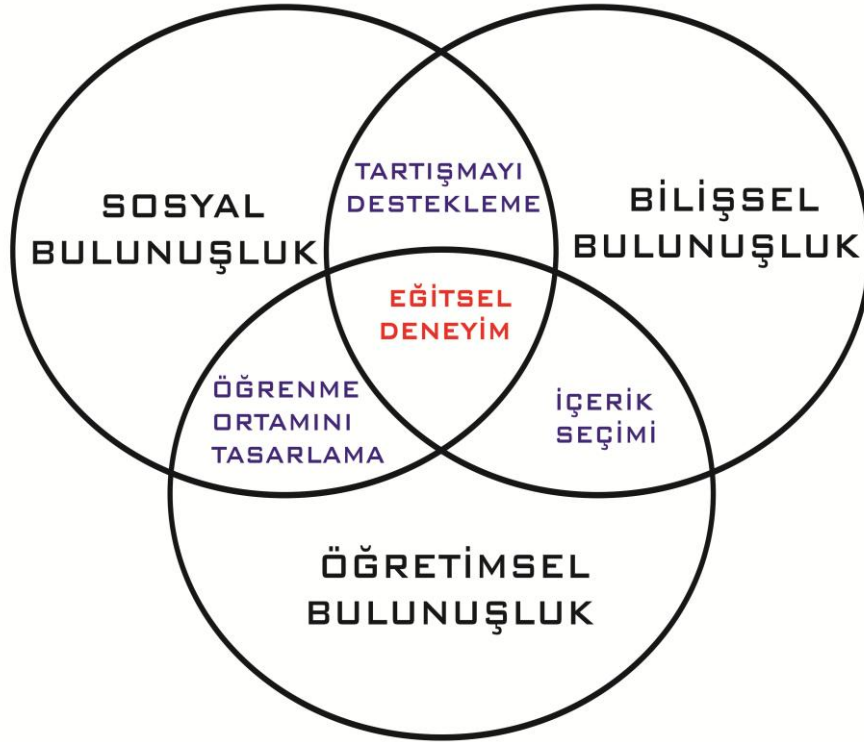 TARTIŞMAYI
DESTEKLEME
SOSYAL
BULUNUŞLUK
BİLİŞSEL
BULUNUŞLUK
EĞİTSEL
DENEYİM
ÖĞRENME
ORTAMINI
TASARLAMA
İÇERİK
SEÇİMİ
ÖĞRETİMSEL
BULUNUŞLUK